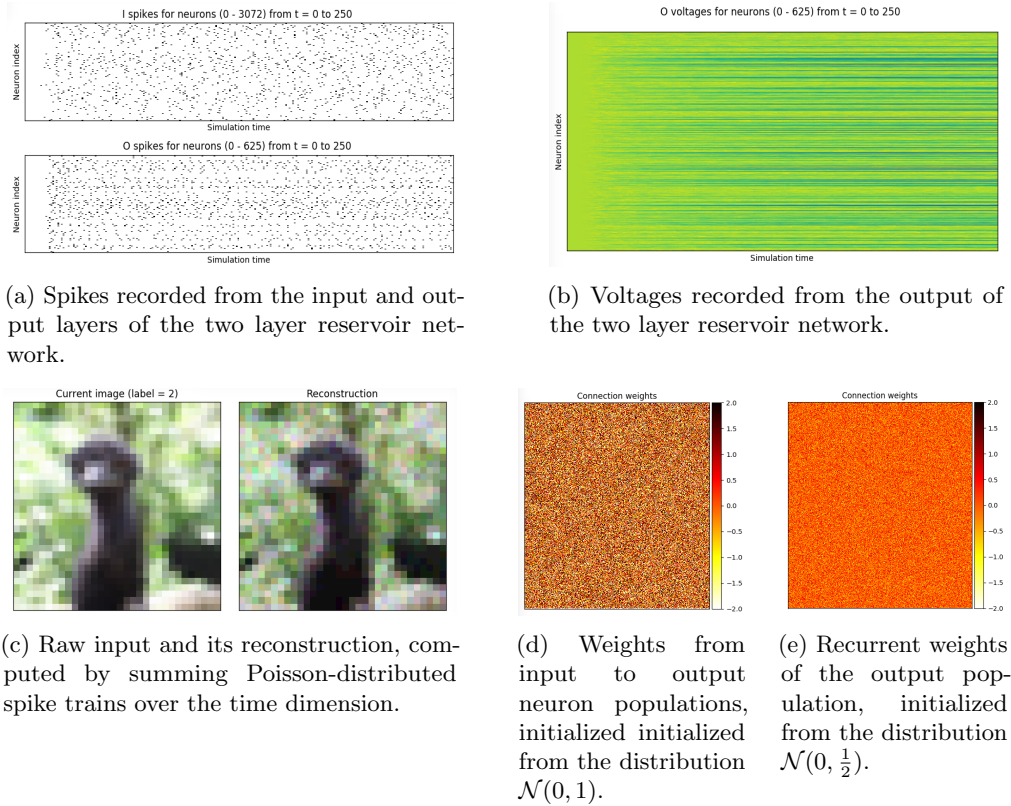 I spikes for neurons (0 - 3072) from t = 0 to 250
Neuron index
Simulation time
O spikes for neurons (0 - 625) from t = 0 to 250
Neuron index
Simulation time
(a) Spikes recorded from the input and out-
put layers of the two layer reservoir net-
work.
O voltages for neurons (0 - 625) from t = 0 to 250
Neuron index
Simulation time
(b) Voltages recorded from the output of
the two layer reservoir network.
Current image (label = 2)
Reconstruction
(c) Raw input and its reconstruction, com-
puted by summing Poisson-distributed
spike trains over the time dimension.
Connection weights
2.0
1.5
1.0
0.5
0.0
−0.5
−1.0
−1.5
−2.0
(d) Weights from
input to output
neuron populations,
initialized initialized
from the distribution
𝒩(0, 1).
Connection weights
2.0
1.5
1.0
0.5
0.0
−0.5
−1.0
−1.5
−2.0
(e) Recurrent weights
of the output pop-
ulation, initialized
from the distribution
𝒩(0, ½).